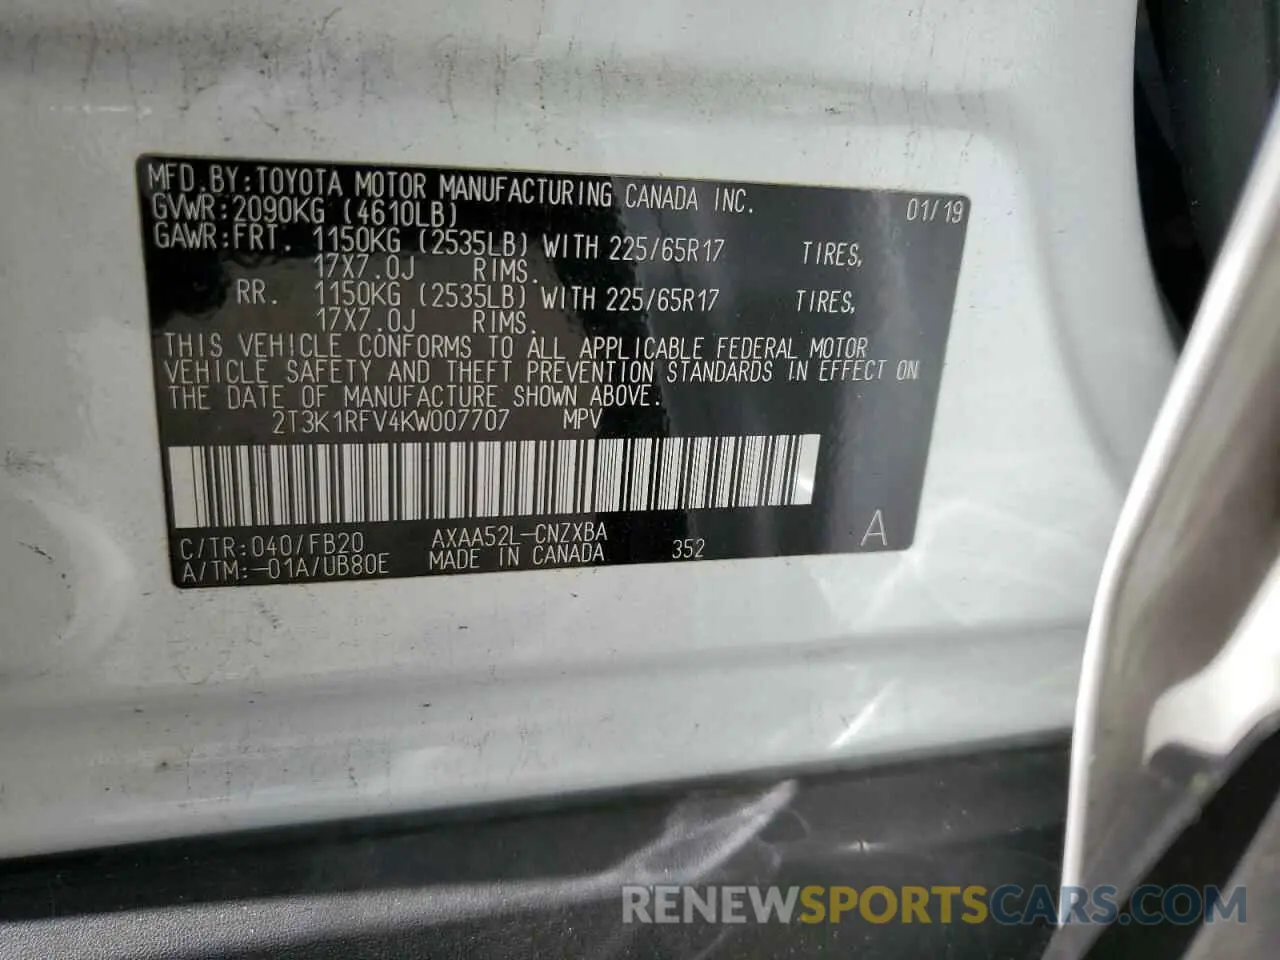 MFD.BY:TOYOTA MOTOR MANUFACTURING CANADA INC. 01/19
GVWR:2090KG (4610LB)
GAWR:FRT. 1150KG (2535LB) WITH 225/65R17 TIRES,
17X7.0J RIMS.
RR. 1150KG (2535LB) WITH 225/65R17 TIRES,
17X7.0J RIMS.
THIS VEHICLE CONFORMS TO ALL APPLICABLE FEDERAL MOTOR
VEHICLE SAFETY AND THEFT PREVENTION STANDARDS IN EFFECT ON
THE DATE OF MANUFACTURE SHOWN ABOVE.
2T3K1RFV4KW007707 MPV
C/TR:040/FB20 AXAA52L-CNZXBA A
A/TM:-01A/UB80E MADE IN CANADA 352
RENEWSPORTSCARS.COM